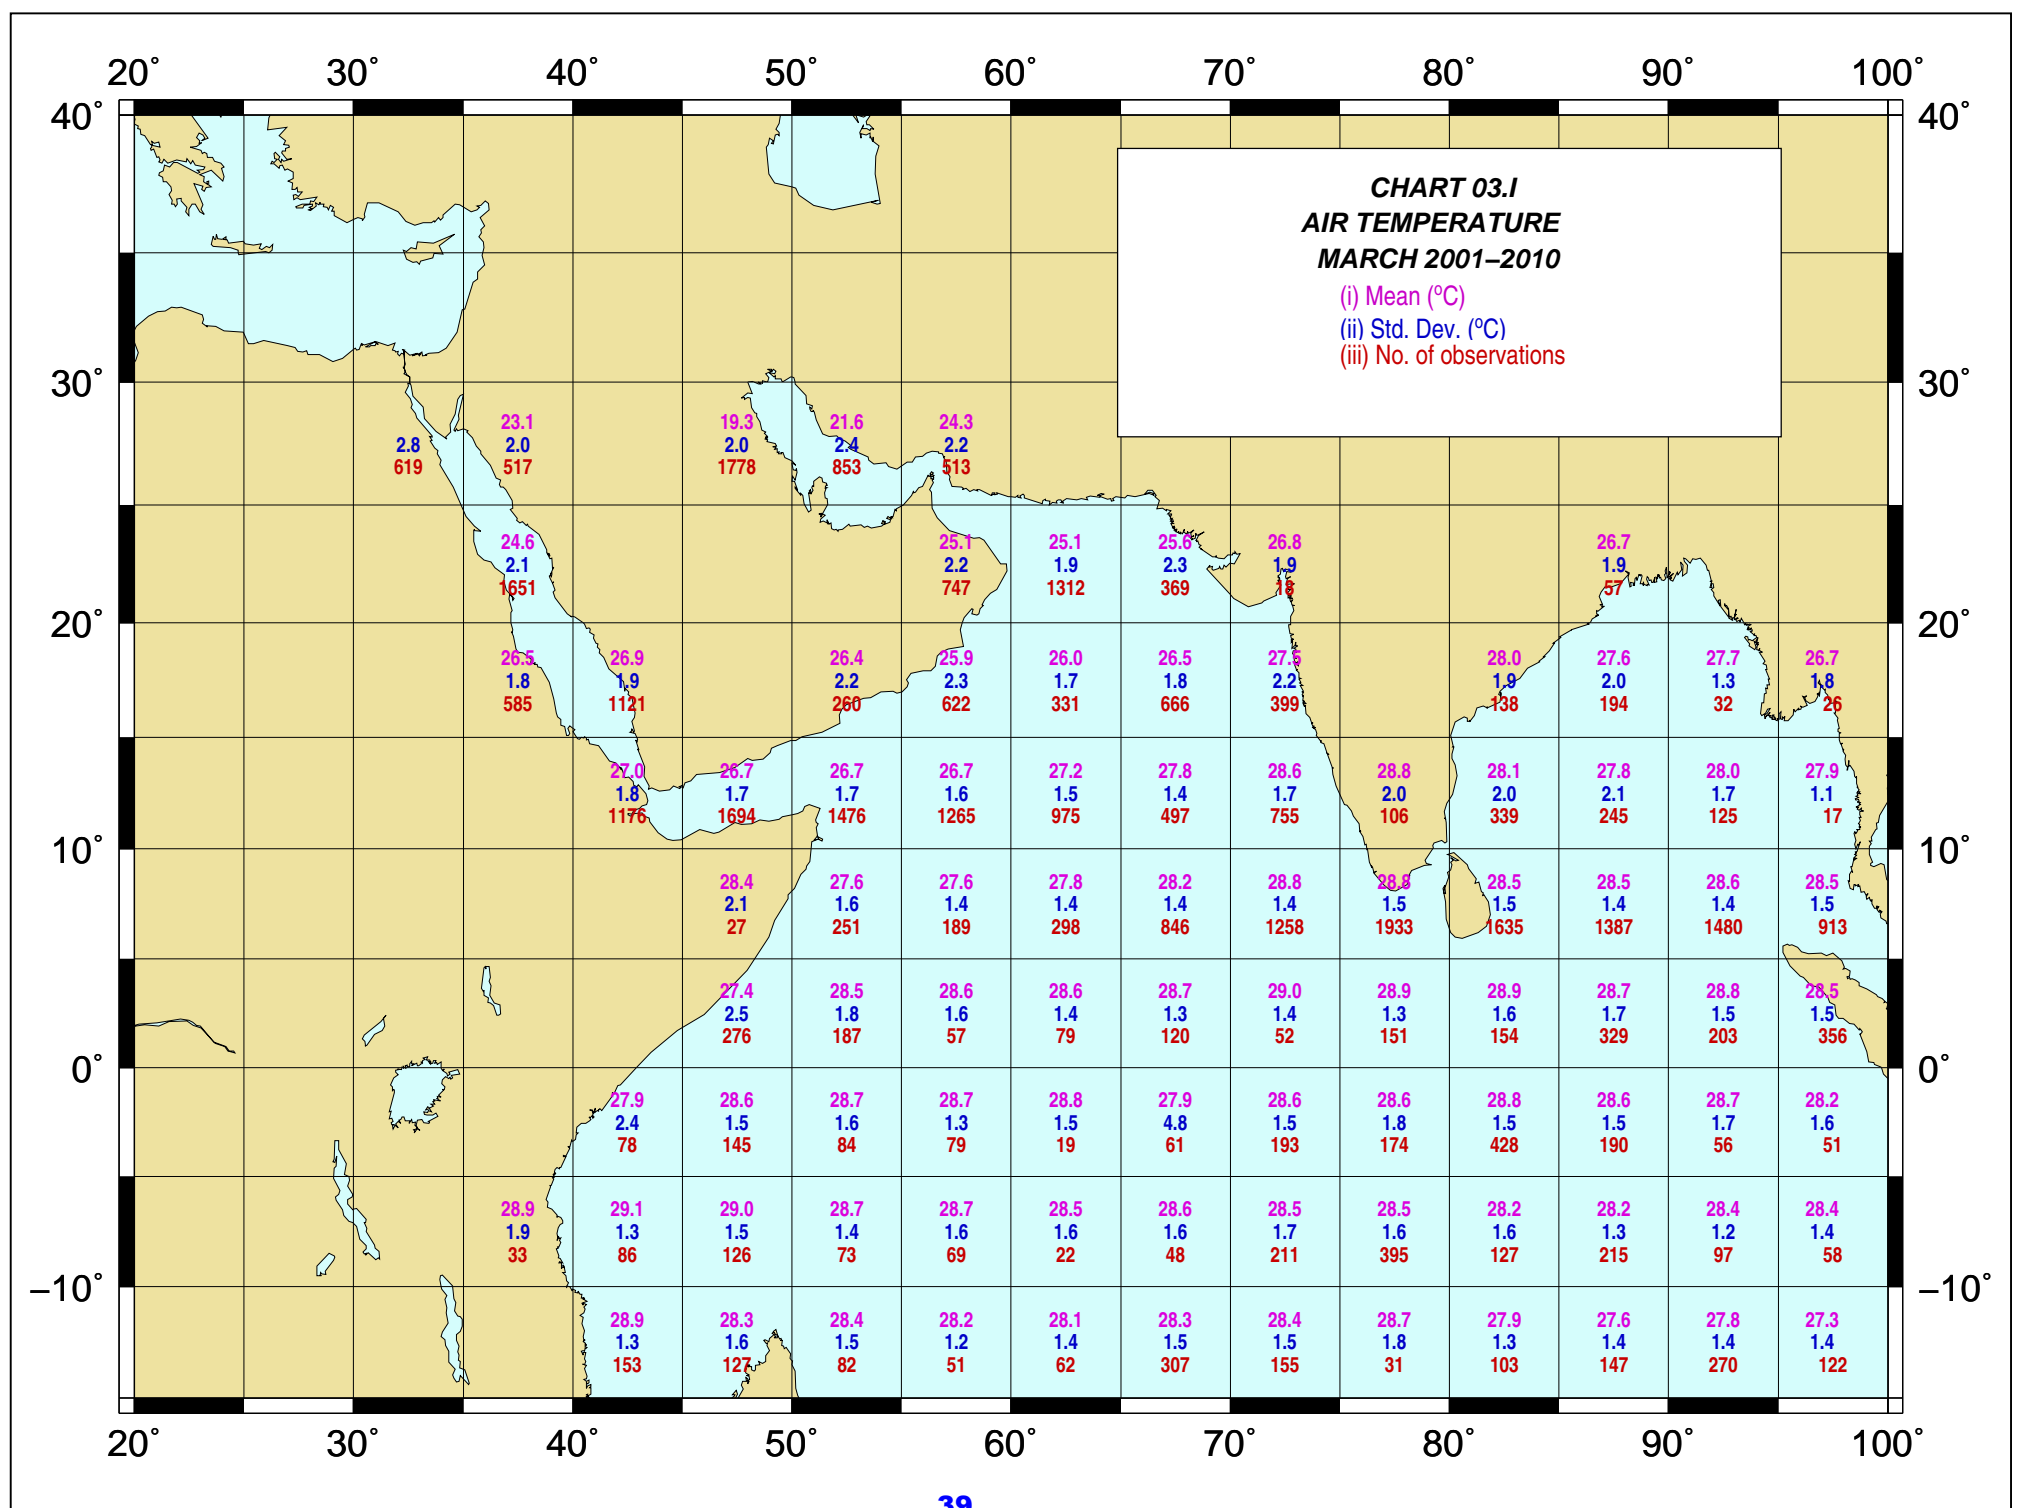 20° 30° 40° 50° 60° 70° 80° 90° 100°
40° 40°
CHART 03.I
AIR TEMPERATURE
MARCH 2001–2010
(i) Mean (ºC)
(ii) Std. Dev. (ºC)
(iii) No. of observations
30° 30°
23.1 19.3 21.6 24.3
2.8 2.0 2.0 2.4 2.2
619 517 1778 853 513
24.6 25.1 25.1 25.6 26.8 26.7
2.1 2.2 1.9 2.3 1.9 1.9
1651 747 1312 369 18 57
20° 20°
26.5 26.9 26.4 25.9 26.0 26.5 27.5 28.0 27.6 27.7 26.7
1.8 1.9 2.2 2.3 1.7 1.8 2.2 1.9 2.0 1.3 1.8
585 1121 260 622 331 666 399 138 194 32 26
27.0 26.7 26.7 26.7 27.2 27.8 28.6 28.8 28.1 27.8 28.0 27.9
1.8 1.7 1.7 1.6 1.5 1.4 1.7 2.0 2.0 2.1 1.7 1.1
1176 1694 1476 1265 975 497 755 106 339 245 125 17
10° 10°
28.4 27.6 27.6 27.8 28.2 28.8 28.8 28.5 28.5 28.6 28.5
2.1 1.6 1.4 1.4 1.4 1.4 1.5 1.5 1.4 1.4 1.5
27 251 189 298 846 1258 1933 1635 1387 1480 913
27.4 28.5 28.6 28.6 28.7 29.0 28.9 28.9 28.7 28.8 28.5
2.5 1.8 1.6 1.4 1.3 1.4 1.3 1.6 1.7 1.5 1.5
276 187 57 79 120 52 151 154 329 203 356
0° 0°
27.9 28.6 28.7 28.7 28.8 27.9 28.6 28.6 28.8 28.6 28.7 28.2
2.4 1.5 1.6 1.3 1.5 4.8 1.5 1.8 1.5 1.5 1.7 1.6
78 145 84 79 19 61 193 174 428 190 56 51
28.9 29.1 29.0 28.7 28.7 28.5 28.6 28.5 28.5 28.2 28.2 28.4 28.4
1.9 1.3 1.5 1.4 1.6 1.6 1.6 1.7 1.6 1.6 1.3 1.2 1.4
33 86 126 73 69 22 48 211 395 127 215 97 58
−10° −10°
28.9 28.3 28.4 28.2 28.1 28.3 28.4 28.7 27.9 27.6 27.8 27.3
1.3 1.6 1.5 1.2 1.4 1.5 1.5 1.8 1.3 1.4 1.4 1.4
153 127 82 51 62 307 155 31 103 147 270 122
20° 30° 40° 50° 60° 70° 80° 90° 100°
39